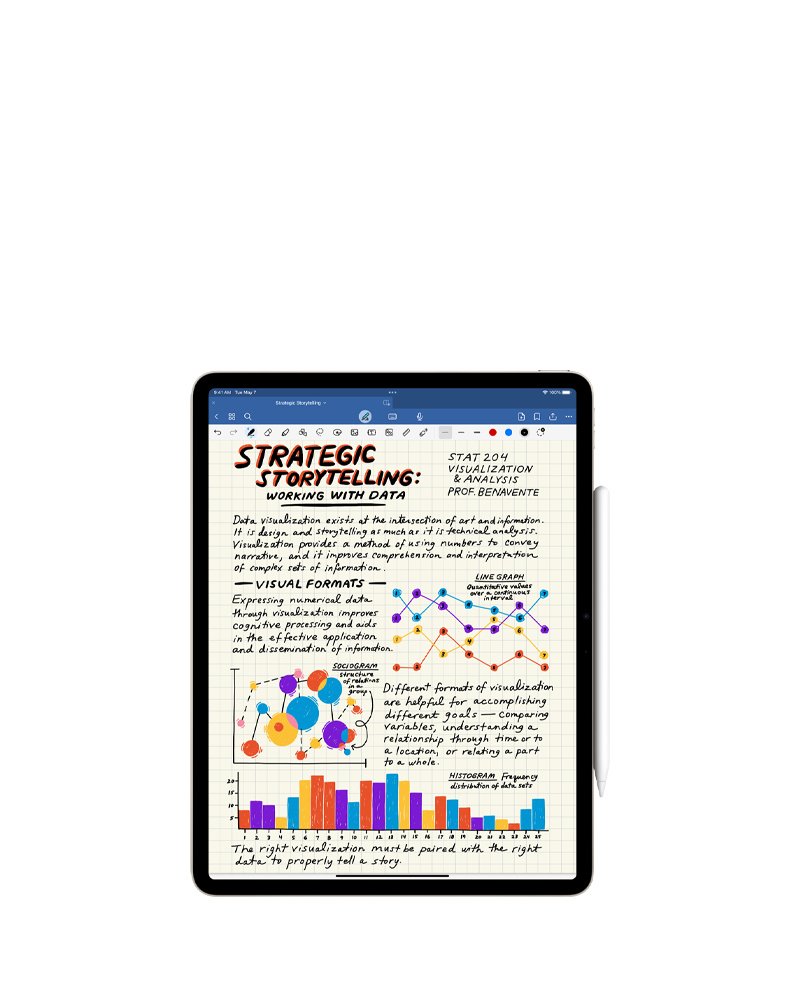 9:41 AM Tue May 7
100%
Strategic Storytelling
STRATEGIC
STORYTELLING:
WORKING WITH DATA
STAT 204
VISUALIZATION
& ANALYSIS
PROF. BENAVENTE
Data visualization exists at the intersection of art and information.
It is design and storytelling as much as it is technical analysis.
Visualization provides a method of using numbers to convey
narrative, and it improves comprehension and interpretation
of complex sets of information.
VISUAL FORMATS
Expressing numerical data
through visualization improves
cognitive processing and aids
in the effective application
and dissemination of information.
LINE GRAPH
Quantitative values
over a continuous
interval
SOCIOGRAM
structure
of relations
in a
group
Different formats of visualization
are helpful for accomplishing
different goals — comparing
variables, understanding a
relationship through time or to
a location, or relating a part
to a whole.
HISTOGRAM Frequency
distribution of data sets
20
15
10
5
1 2 3 4 5 6 7 8 9 10 11 12 13 14 15 16 17 18 19 20 21 22 23 24 25
The right visualization must be paired with the right
data to properly tell a story.